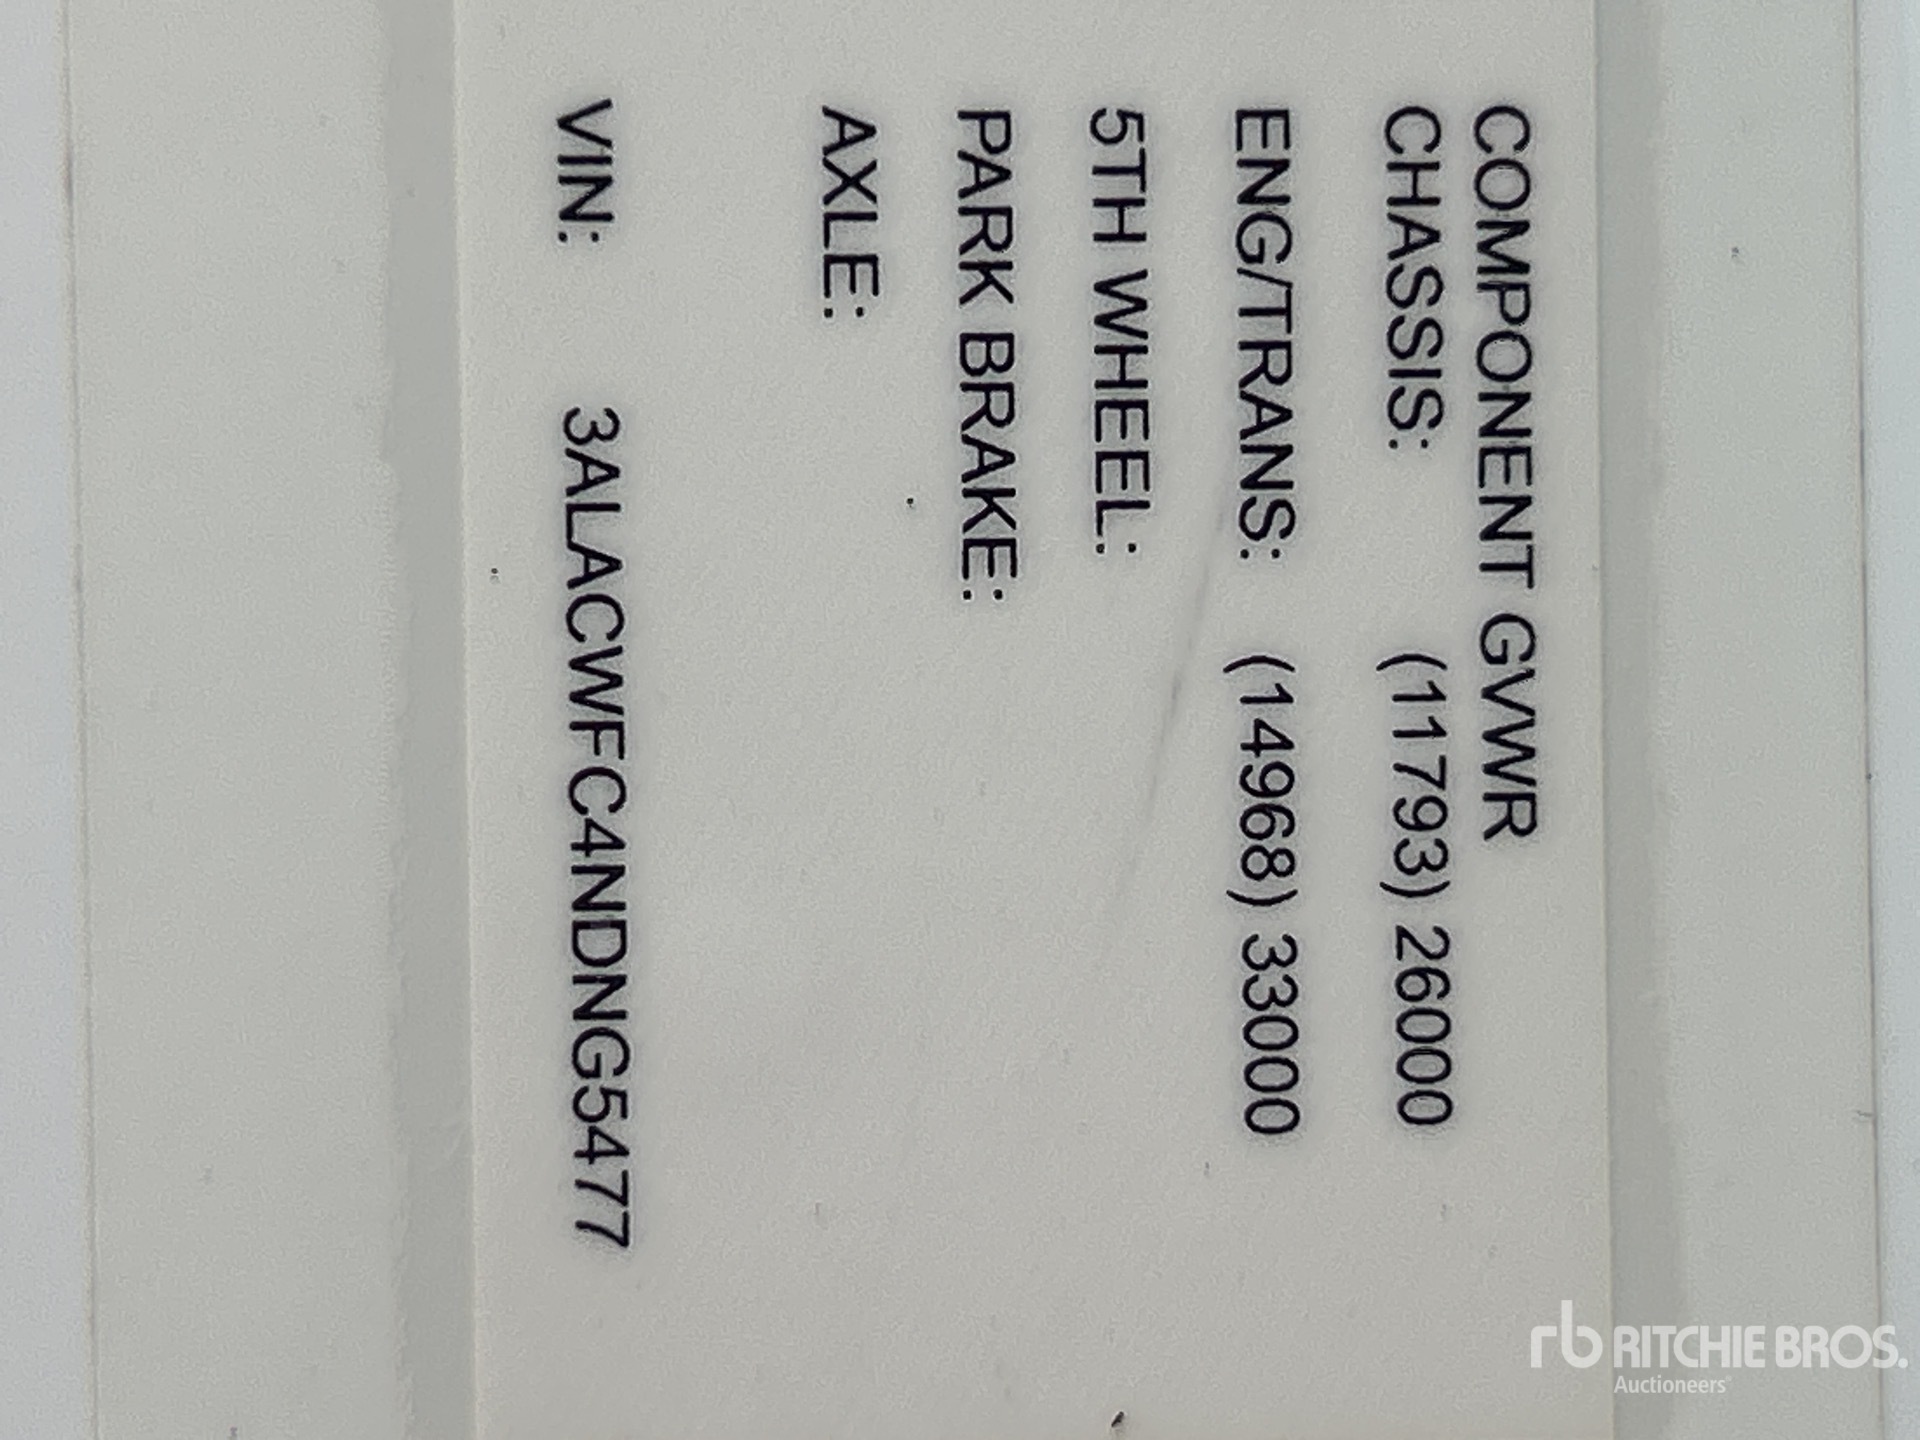 COMPONENT GVWR
CHASSIS: (11793) 26000
ENG/TRANS: (14968) 33000
5TH WHEEL:
PARK BRAKE:
AXLE:
VIN: 3ALACWFC4NDNG5477
rb RITCHIE BROS.
Auctioneers